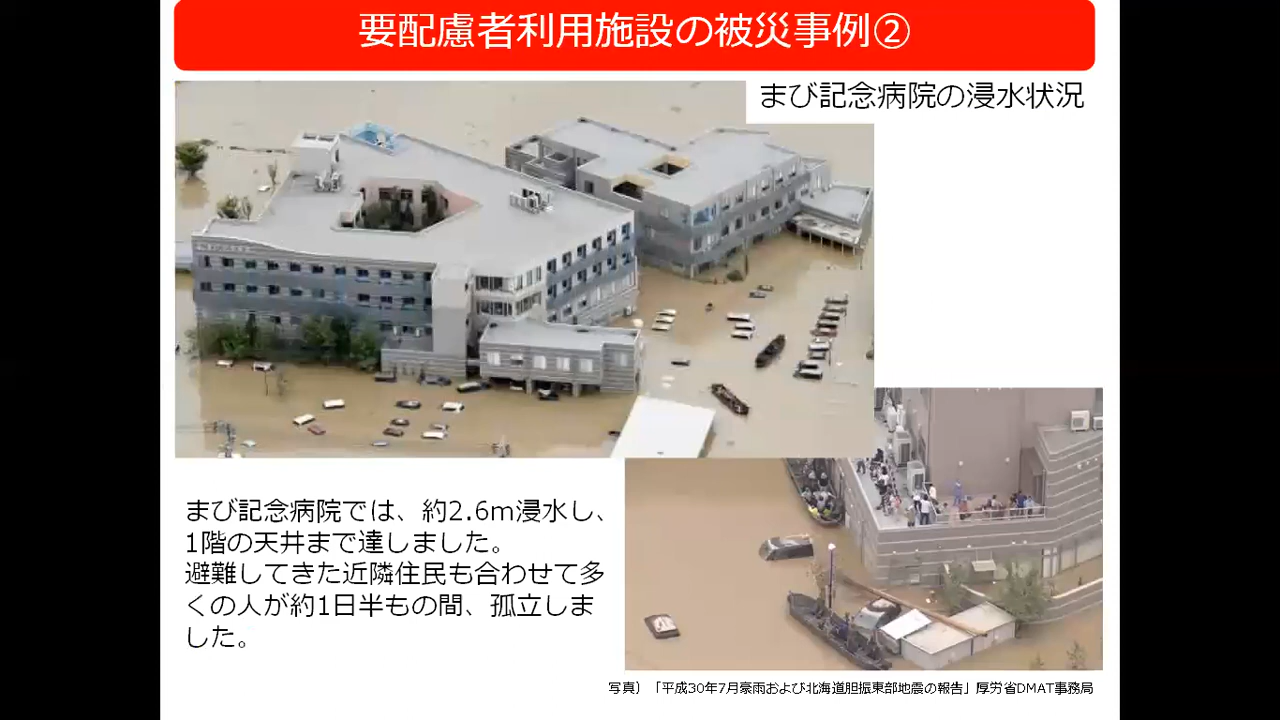 要配慮者利用施設の被災事例②
まび記念病院の浸水状況
まび記念病院では、約2.6m浸水し、
1階の天井まで達しました。
避難してきた近隣住民も合わせて多
くの人が約1日半もの間、孤立しま
した。
写真）「平成30年7月豪雨および北海道胆振東部地震の報告」厚労省DMAT事務局